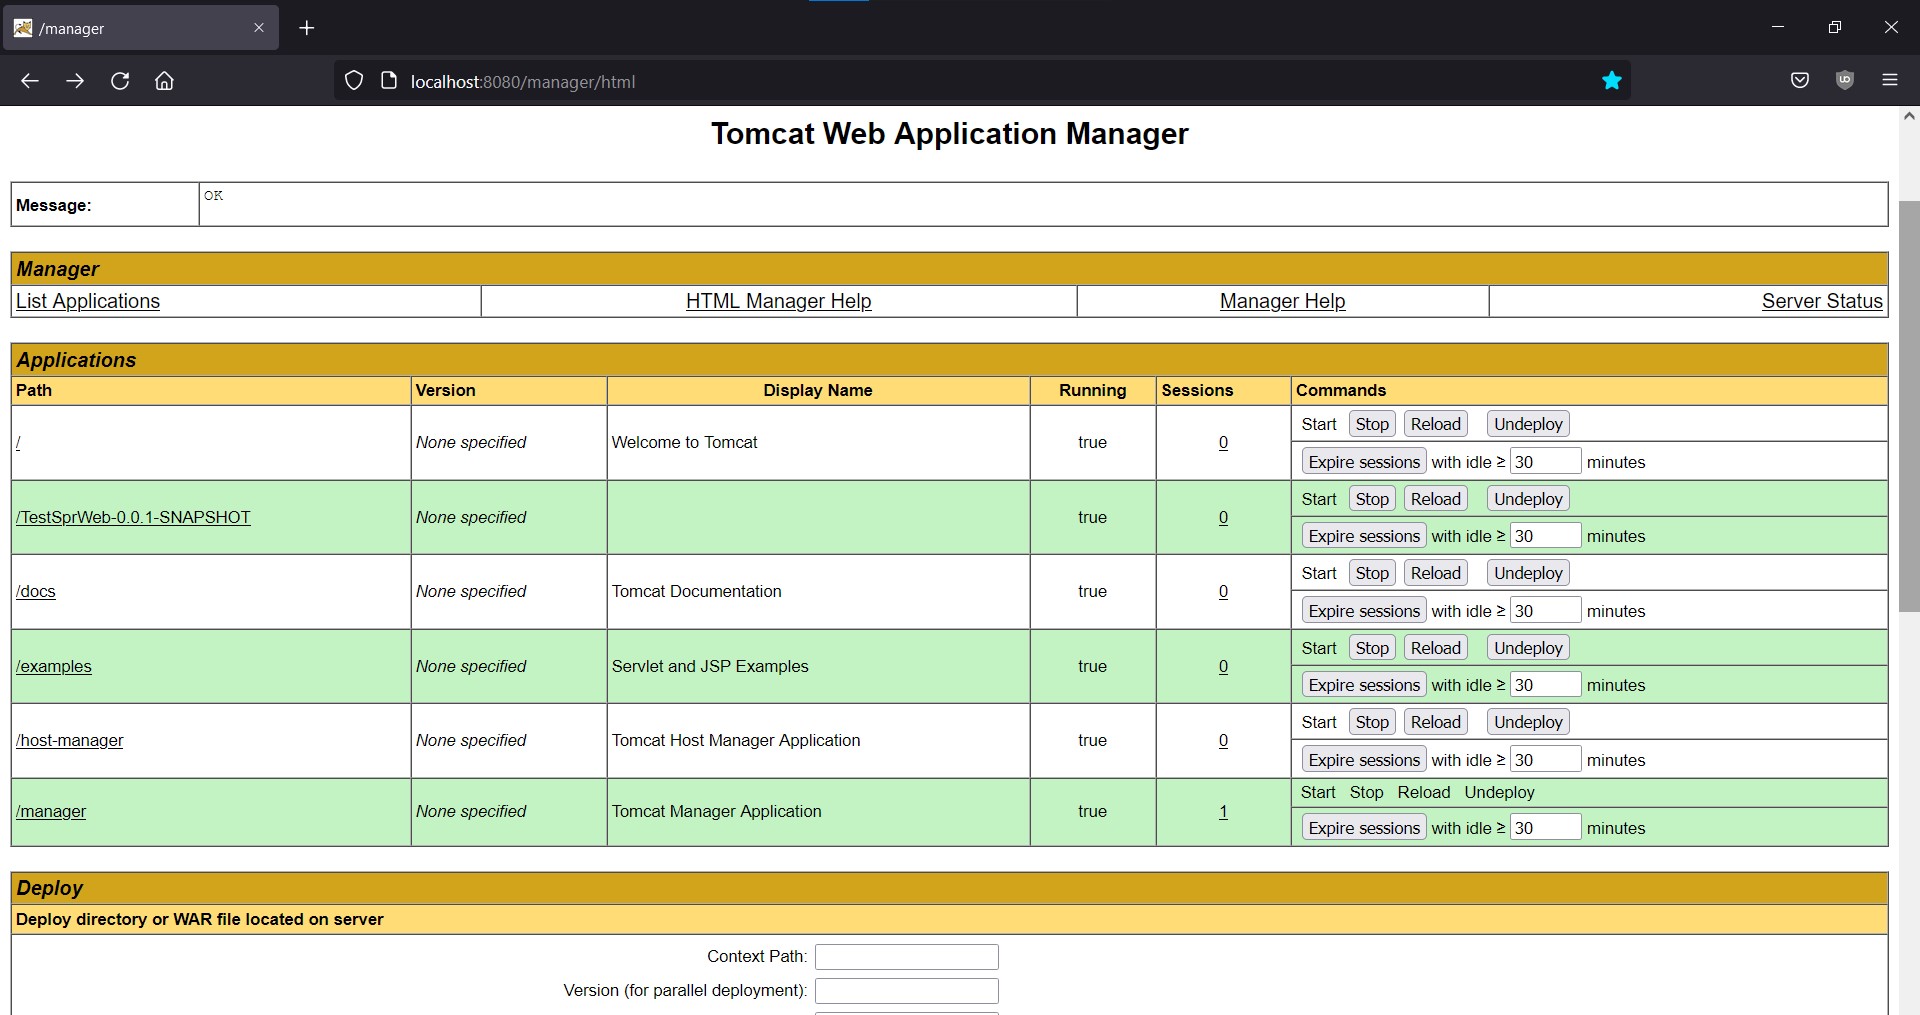 /manager
localhost:8080/manager/html
Tomcat Web Application Manager
Message: OK
Manager
List Applications HTML Manager Help Manager Help Server Status
Applications
Path Version Display Name Running Sessions Commands
/ None specified Welcome to Tomcat true 0 Start Stop Reload Undeploy
Expire sessions with idle ≥ 30 minutes
/TestSprWeb-0.0.1-SNAPSHOT None specified true 0 Start Stop Reload Undeploy
Expire sessions with idle ≥ 30 minutes
/docs None specified Tomcat Documentation true 0 Start Stop Reload Undeploy
Expire sessions with idle ≥ 30 minutes
/examples None specified Servlet and JSP Examples true 0 Start Stop Reload Undeploy
Expire sessions with idle ≥ 30 minutes
/host-manager None specified Tomcat Host Manager Application true 0 Start Stop Reload Undeploy
Expire sessions with idle ≥ 30 minutes
/manager None specified Tomcat Manager Application true 1 Start Stop Reload Undeploy
Expire sessions with idle ≥ 30 minutes
Deploy
Deploy directory or WAR file located on server
Context Path:
Version (for parallel deployment):